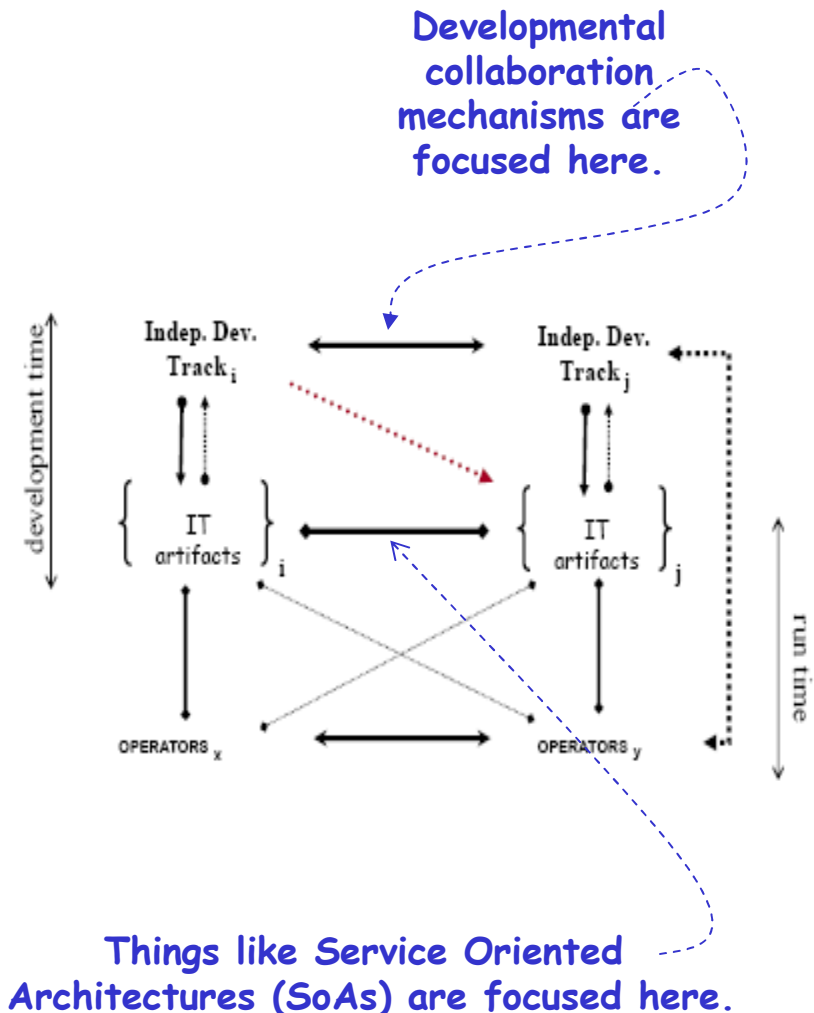 Developmental
collaboration
mechanisms are
focused here.
development time
Indep. Dev.
Track i
Indep. Dev.
Track j
{ IT
artifacts } i
{ IT
artifacts } j
run time
OPERATORS x
OPERATORS y
Things like Service Oriented
Architectures (SoAs) are focused here.